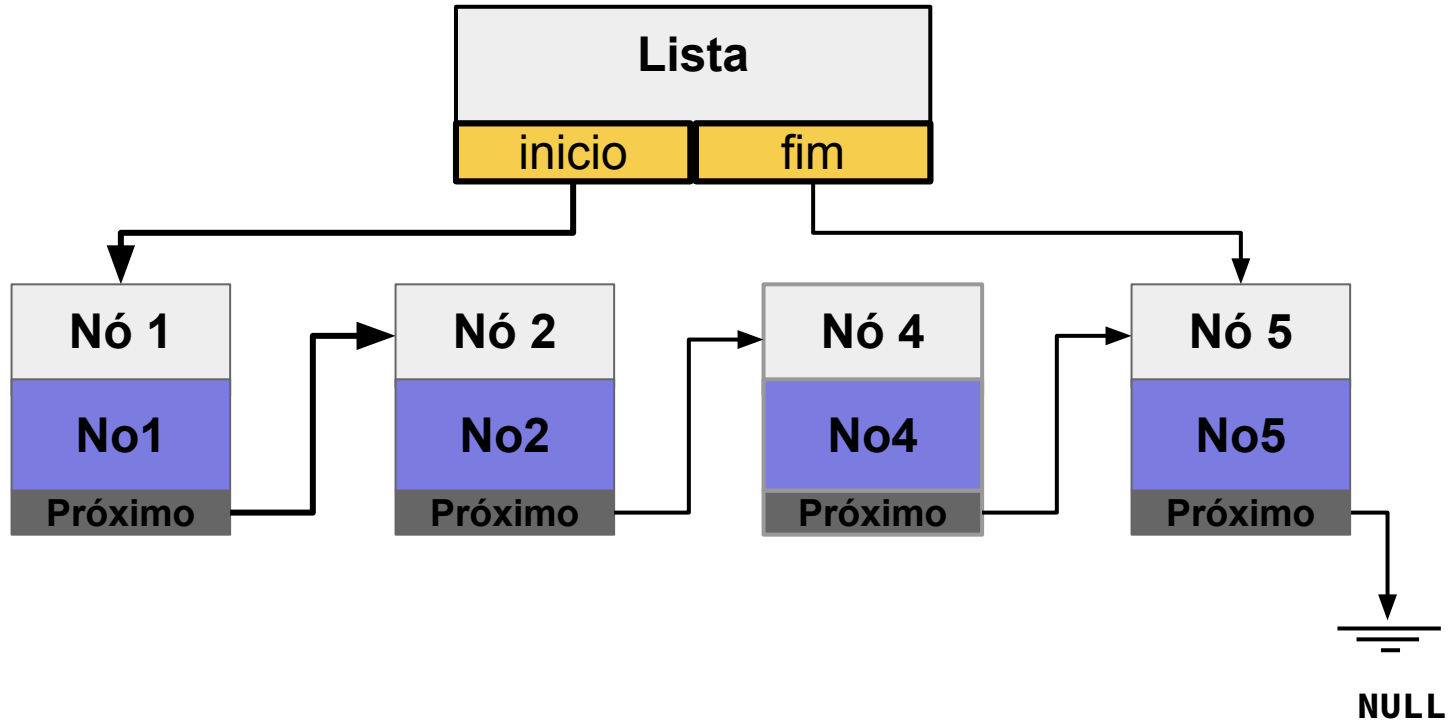 Lista
inicio fim
Nó 1 Nó 2 Nó 4 Nó 5
No1 No2 No4 No5
Próximo Próximo Próximo Próximo
NULL